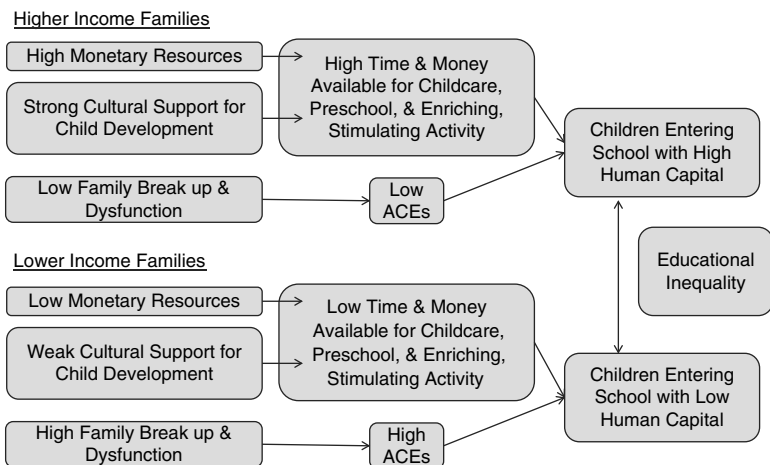 Higher Income Families
High Monetary Resources
Strong Cultural Support for
Child Development
High Time & Money
Available for Childcare,
Preschool, & Enriching,
Stimulating Activity
Low Family Break up &
Dysfunction
Low
ACEs
Children Entering
School with High
Human Capital
Educational
Inequality
Lower Income Families
Low Monetary Resources
Weak Cultural Support for
Child Development
Low Time & Money
Available for Childcare,
Preschool, & Enriching,
Stimulating Activity
High Family Break up &
Dysfunction
High
ACEs
Children Entering
School with Low
Human Capital